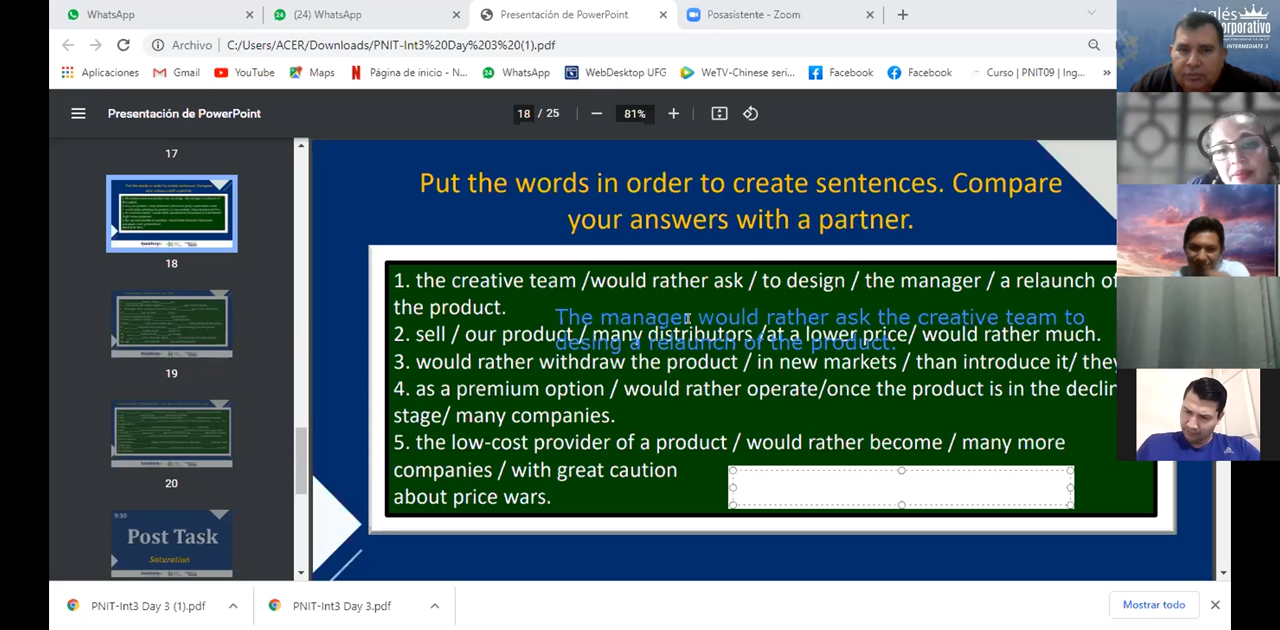 WhatsApp
(24) WhatsApp
Presentación de PowerPoint
Posasistente - Zoom
Inglés
orporativo
INTERMEDIATE 3
Archivo
C:/Users/ACER/Downloads/PNIT-Int3%20Day%203%20(1).pdf
Aplicaciones
Gmail
YouTube
Maps
Página de inicio - N...
WhatsApp
WebDesktop UFG
WeTV-Chinese seri...
Facebook
Facebook
Curso | PNIT09 | Ing...
Presentación de PowerPoint
18 / 25
81%
17
18
19
20
9:30
Post Task
Saturation
Put the words in order to create sentences. Compare
your answers with a partner.
1. the creative team /would rather ask / to design / the manager / a relaunch of
the product.
The manager would rather ask the creative team to
2. sell / our product / many distributors /at a lower price/ would rather much.
desing a relaunch of the product.
3. would rather withdraw the product / in new markets / than introduce it/ they
4. as a premium option / would rather operate/once the product is in the declin
stage/ many companies.
5. the low-cost provider of a product / would rather become / many more
companies / with great caution
about price wars.
PNIT-Int3 Day 3 (1).pdf
PNIT-Int3 Day 3.pdf
Mostrar todo